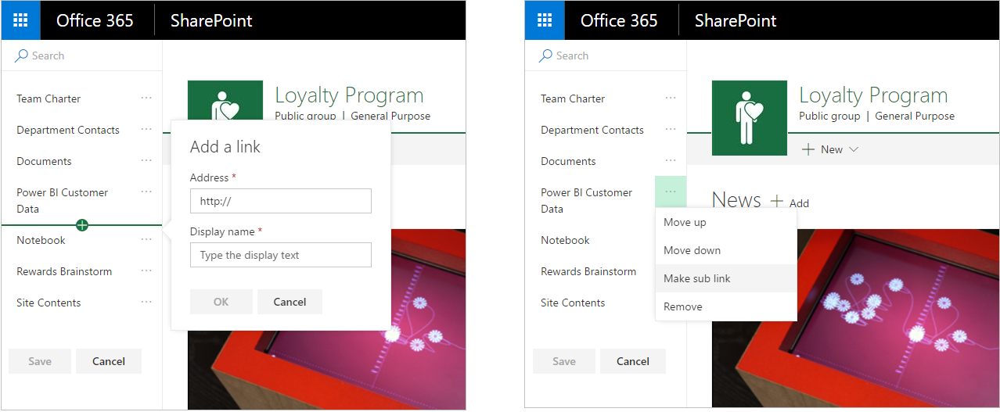 Office 365 SharePoint
Search
Team Charter ...
Department Contacts ...
Documents ...
Power BI Customer ...
Data
Notebook ...
Rewards Brainstorm ...
Site Contents ...
Save Cancel
Loyalty Program
Public group | General Purpose
Add a link
Address *
http://
Display name *
Type the display text
OK Cancel
Office 365 SharePoint
Search
Team Charter ...
Department Contacts ...
Documents ...
Power BI Customer ...
Data
Notebook
Rewards Brainstorm
Site Contents
Save Cancel
Loyalty Program
Public group | General Purpose
+ New
News + Add
Move up
Move down
Make sub link
Remove